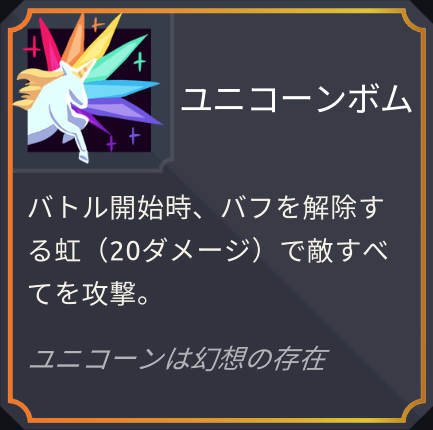 ユニコーンボム
バトル開始時、バフを解除す
る虹（20ダメージ）で敵すべ
てを攻撃。
ユニコーンは幻想の存在